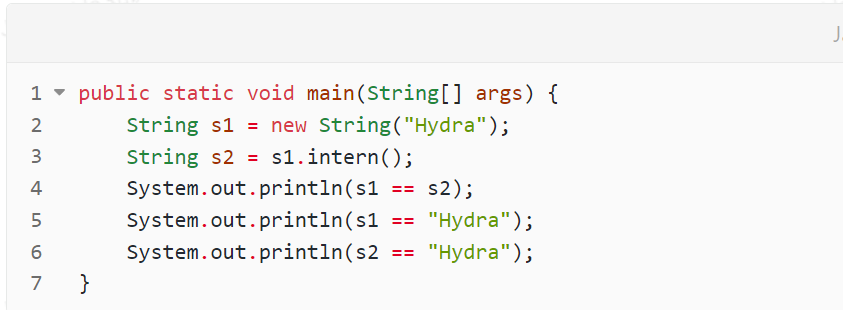 1 public static void main(String[] args) {
2     String s1 = new String("Hydra");
3     String s2 = s1.intern();
4     System.out.println(s1 == s2);
5     System.out.println(s1 == "Hydra");
6     System.out.println(s2 == "Hydra");
7 }